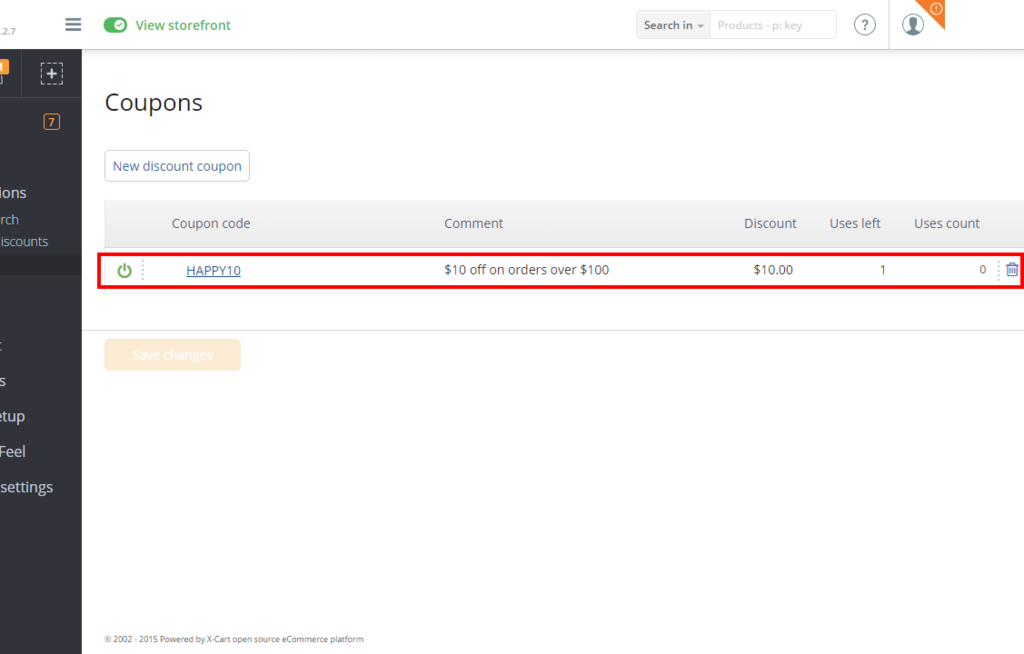 .2.7
View storefront
Search in
Products - p: key
?
7
ions
rch
iscounts
s
etup
Feel
settings
Coupons
New discount coupon
Coupon code Comment Discount Uses left Uses count
HAPPY10 $10 off on orders over $100 $10.00 1 0
Save changes
© 2002 - 2015 Powered by X-Cart open source eCommerce platform